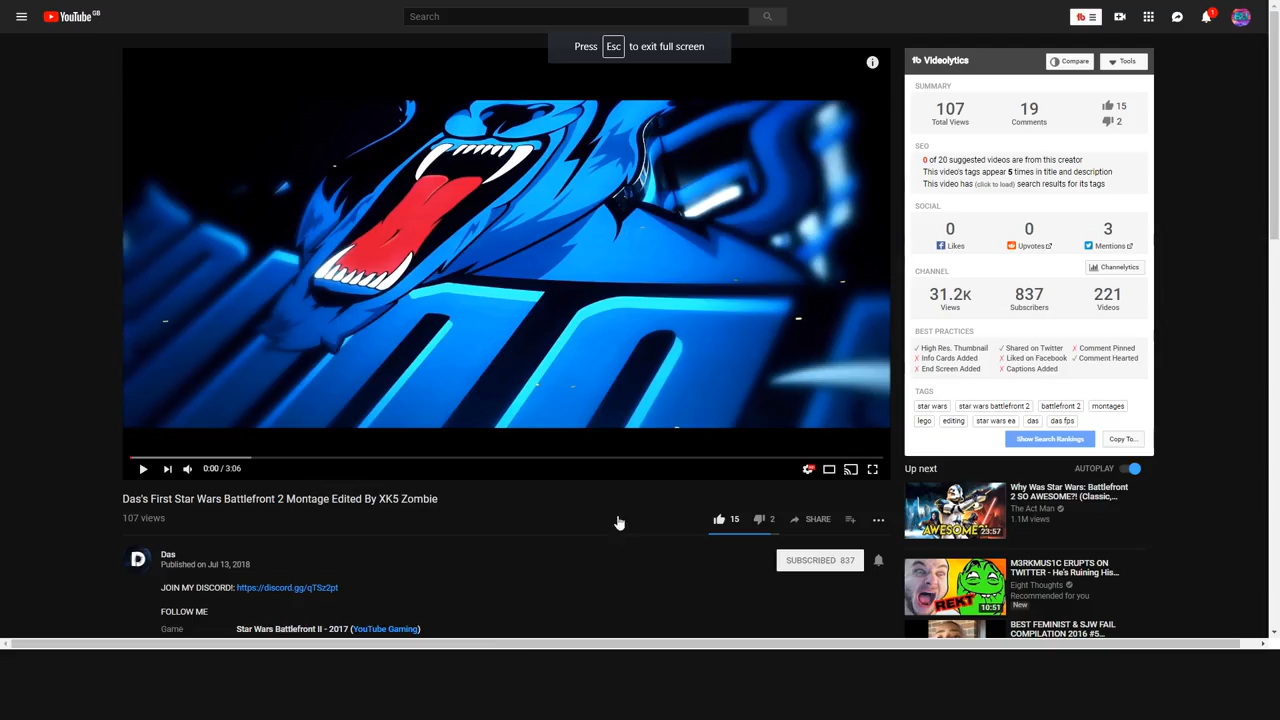 YouTube GB
Search
Press Esc to exit full screen
Videolytics
Compare
Tools
SUMMARY
107
Total Views
19
Comments
15
2
SEO
0 of 20 suggested videos are from this creator
This video's tags appear 5 times in title and description
This video has (click to load) search results for its tags
SOCIAL
0
Likes
0
Upvotes
3
Mentions
CHANNEL
Channelytics
31.2K
Views
837
Subscribers
221
Videos
BEST PRACTICES
✓ High Res. Thumbnail
✓ Shared on Twitter
✗ Comment Pinned
✗ Info Cards Added
✗ Liked on Facebook
✓ Comment Hearted
✗ End Screen Added
✗ Captions Added
TAGS
star wars
star wars battlefront 2
battlefront 2
montages
lego
editing
star wars ea
das
das fps
Show Search Rankings
Copy To...
0:00 / 3:06
Das's First Star Wars Battlefront 2 Montage Edited By XK5 Zombie
107 views
15
2
SHARE
D
Das
Published on Jul 13, 2018
SUBSCRIBED 837
JOIN MY DISCORD!: https://discord.gg/qTSz2pt
FOLLOW ME
Game
Star Wars Battlefront II - 2017 (YouTube Gaming)
Up next
AUTOPLAY
AWESOME?!
23:57
Why Was Star Wars: Battlefront
2 SO AWESOME?! (Classic,...
The Act Man
1.1M views
REKT
10:51
M3RKMUS1C ERUPTS ON
TWITTER - He's Ruining His...
Eight Thoughts
Recommended for you
New
BEST FEMINIST & SJW FAIL
COMPILATION 2016 #5...